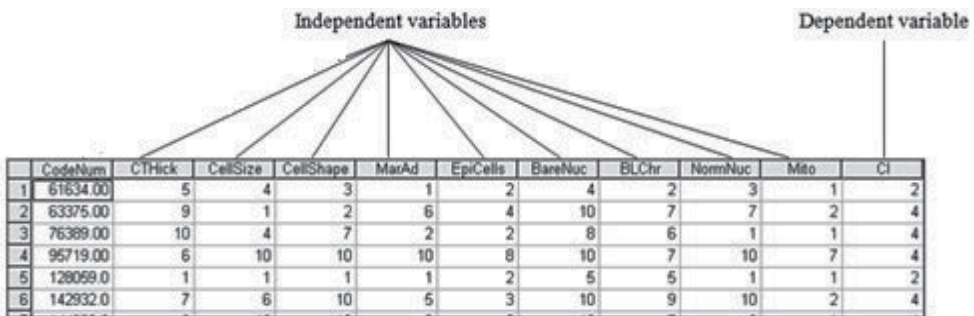 Independent variables Dependent variable
CodeNum CTHick CellSize CellShape MarAd EpiCells BareNuc BLChr NormNuc Mito Cl
1 61634.00 5 4 3 1 2 4 2 3 1 2
2 63375.00 9 1 2 6 4 10 7 7 2 4
3 76389.00 10 4 7 2 2 8 6 1 1 4
4 95719.00 6 10 10 10 8 10 7 10 7 4
5 128059.0 1 1 1 1 2 5 5 1 1 2
6 142932.0 7 6 10 5 3 10 9 10 2 4